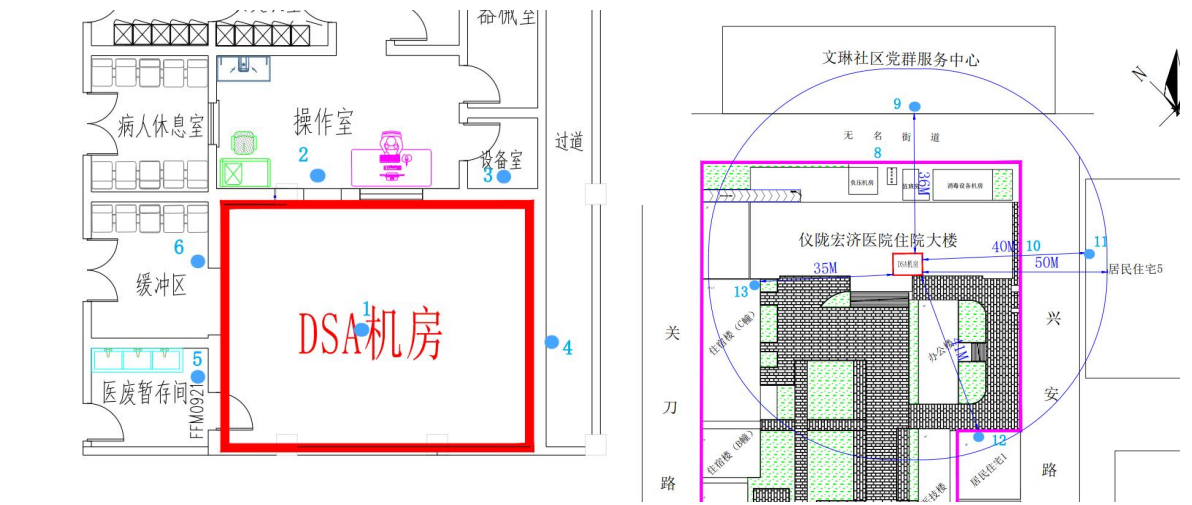 器械室
病人休息室
操作室
2
设备室
3
过道
6
缓冲区
1
DSA机房
4
5
医废暂存间
FFM0921
文琳社区党群服务中心
N
9
无名街道
8
36M
负压机房
消毒设备机房
仪陇宏济医院住院大楼
DSA机房
40M
10
11
35M
50M
居民住宅5
13
关刀路
住宿楼(C幢)
办公楼
41M
兴安路
12
住宿楼(B幢)
居民住宅1